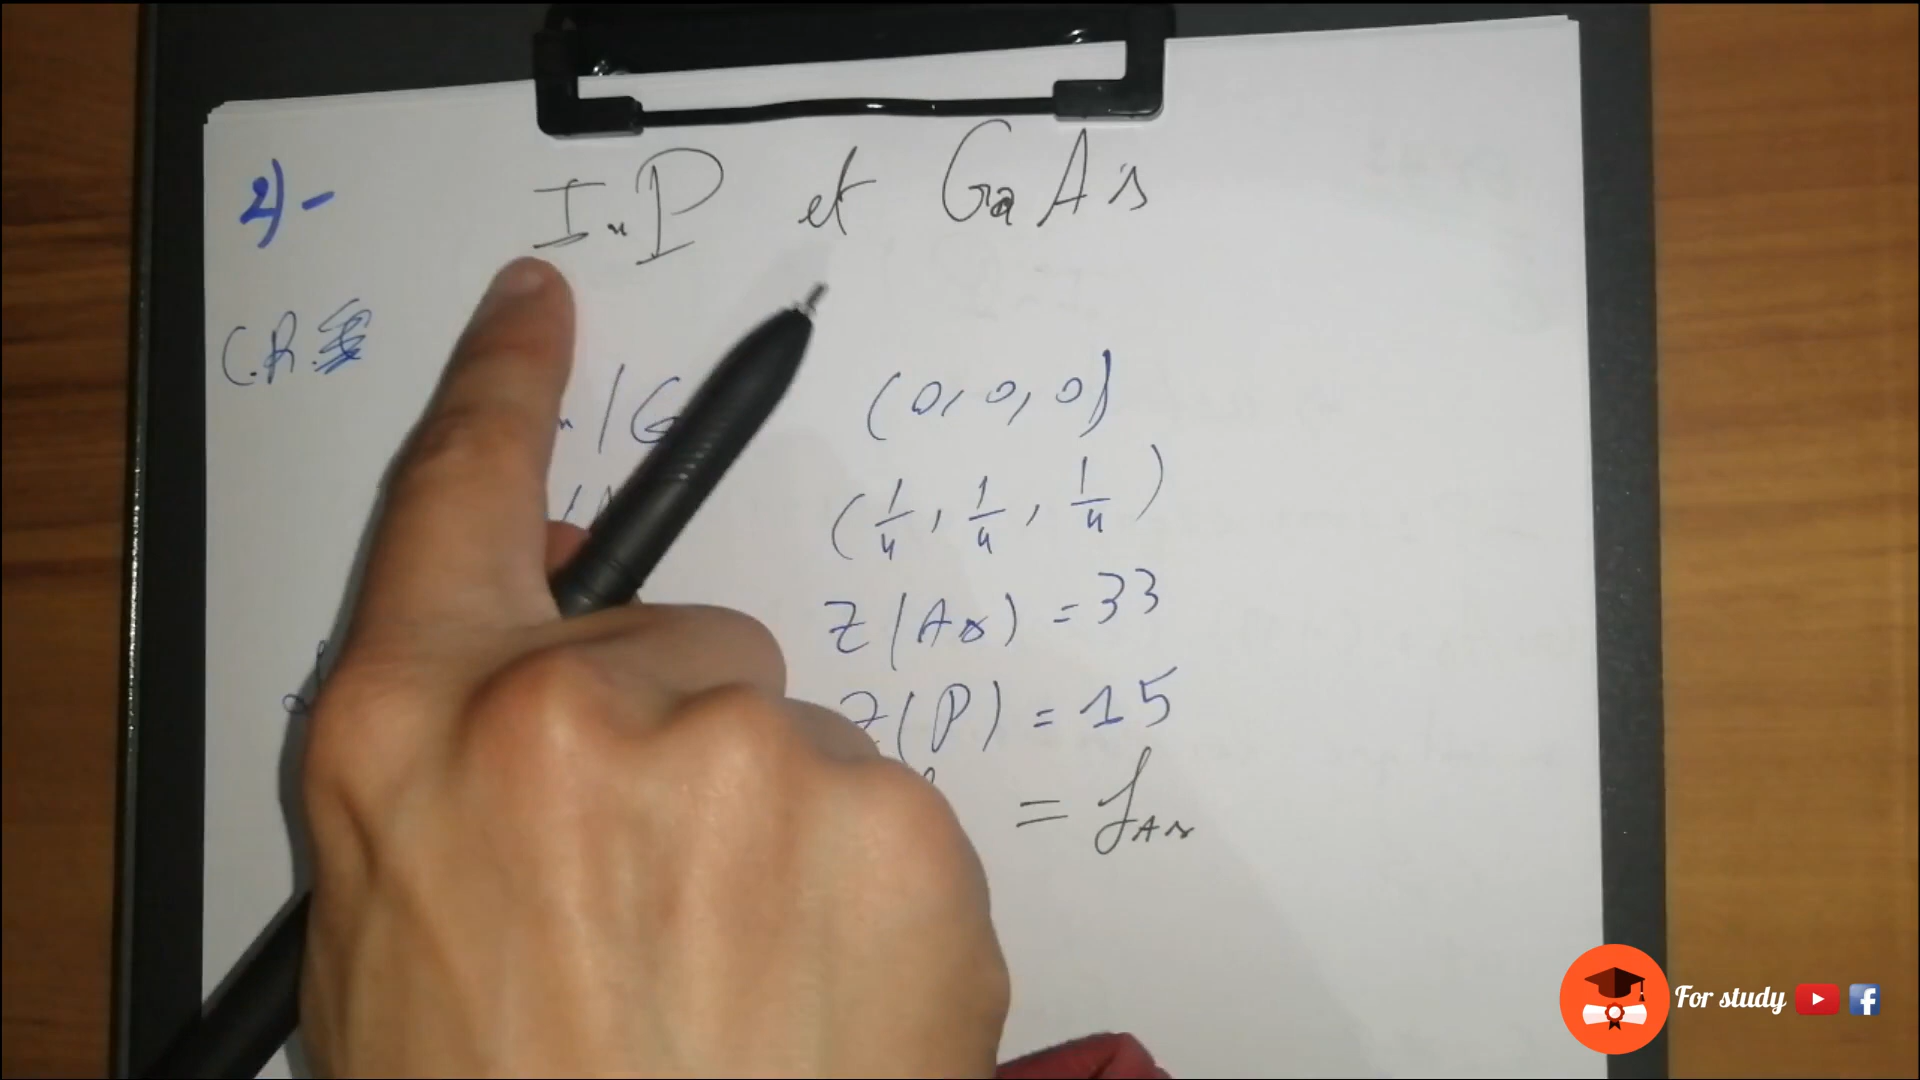 2)- InP et GaAs
C.R.
(0, 0, 0)
(1/4, 1/4, 1/4)
Z(As) = 33
Z(P) = 15
= fAs
For study